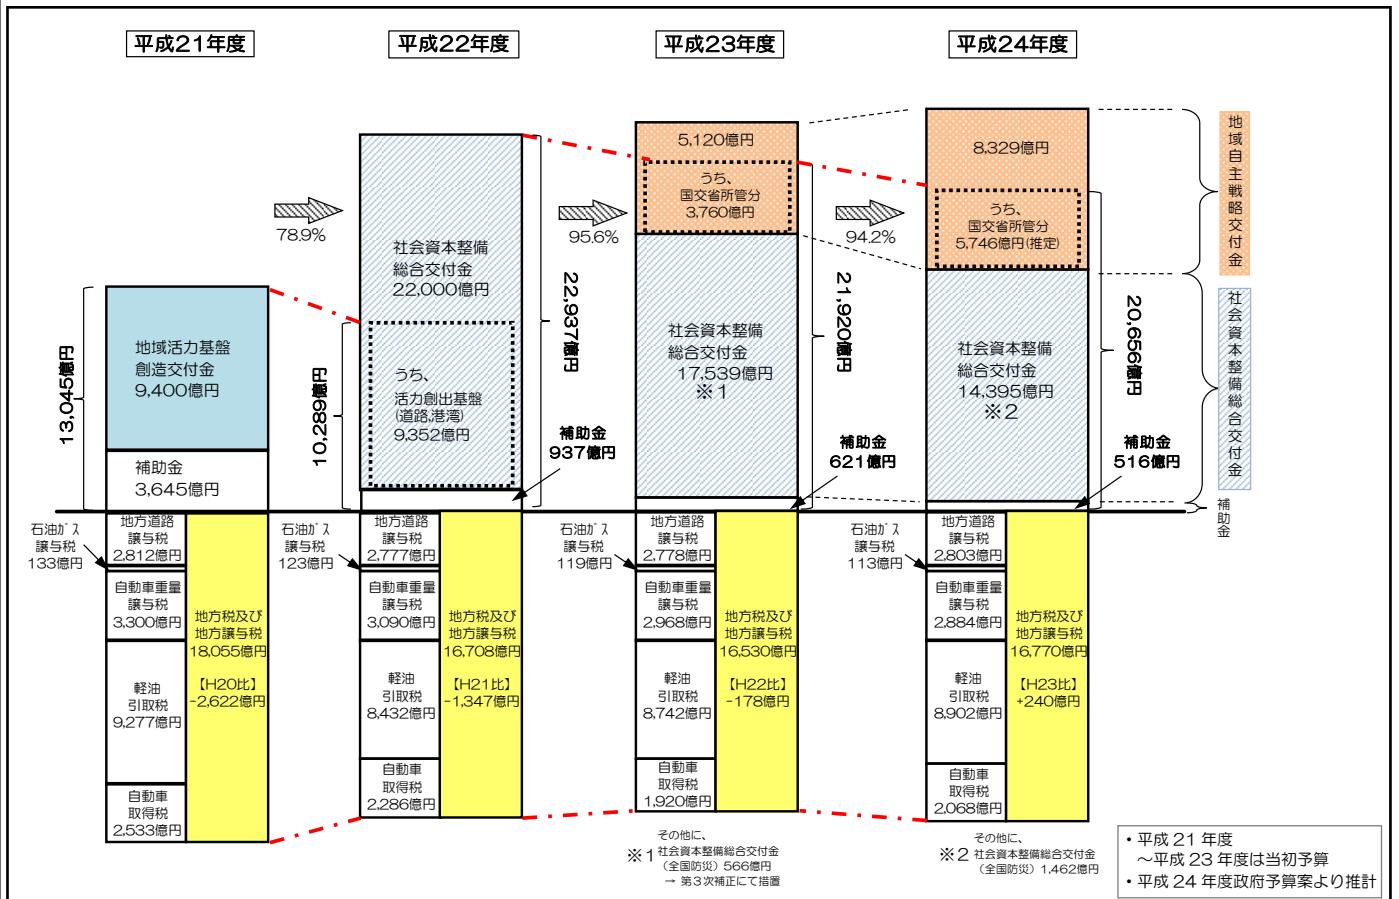 平成21年度
平成22年度
平成23年度
平成24年度
13,045億円
地域活力基盤
創造交付金
9,400億円
補助金
3,645億円
78.9%
10,289億円
社会資本整備
総合交付金
22,000億円
うち、
活力創出基盤
(道路,港湾)
9,352億円
22,937億円
補助金
937億円
95.6%
5,120億円
うち、
国交省所管分
3,760億円
社会資本整備
総合交付金
17,539億円
※1
21,920億円
補助金
621億円
94.2%
8,329億円
うち、
国交省所管分
5,746億円(推定)
社会資本整備
総合交付金
14,395億円
※2
20,656億円
補助金
516億円
地域自主戦略交付金
社会資本整備総合交付金
補助金
石油ガス
譲与税
133億円
地方道路
譲与税
2,812億円
自動車重量
譲与税
3,300億円
軽油
引取税
9,277億円
自動車
取得税
2,533億円
地方税及び
地方譲与税
18,055億円
【H20比】
-2,622億円
石油ガス
譲与税
123億円
地方道路
譲与税
2,777億円
自動車重量
譲与税
3,090億円
軽油
引取税
8,432億円
自動車
取得税
2,286億円
地方税及び
地方譲与税
16,708億円
【H21比】
-1,347億円
石油ガス
譲与税
119億円
地方道路
譲与税
2,778億円
自動車重量
譲与税
2,968億円
軽油
引取税
8,742億円
自動車
取得税
1,920億円
地方税及び
地方譲与税
16,530億円
【H22比】
-178億円
石油ガス
譲与税
113億円
地方道路
譲与税
2,803億円
自動車重量
譲与税
2,884億円
軽油
引取税
8,902億円
自動車
取得税
2,068億円
地方税及び
地方譲与税
16,770億円
【H23比】
+240億円
その他に、
※1 社会資本整備総合交付金
(全国防災) 566億円
→ 第3次補正にて措置
その他に、
※2 社会資本整備総合交付金
(全国防災) 1,462億円
・平成 21 年度
～平成 23 年度は当初予算
・平成 24 年度政府予算案より推計